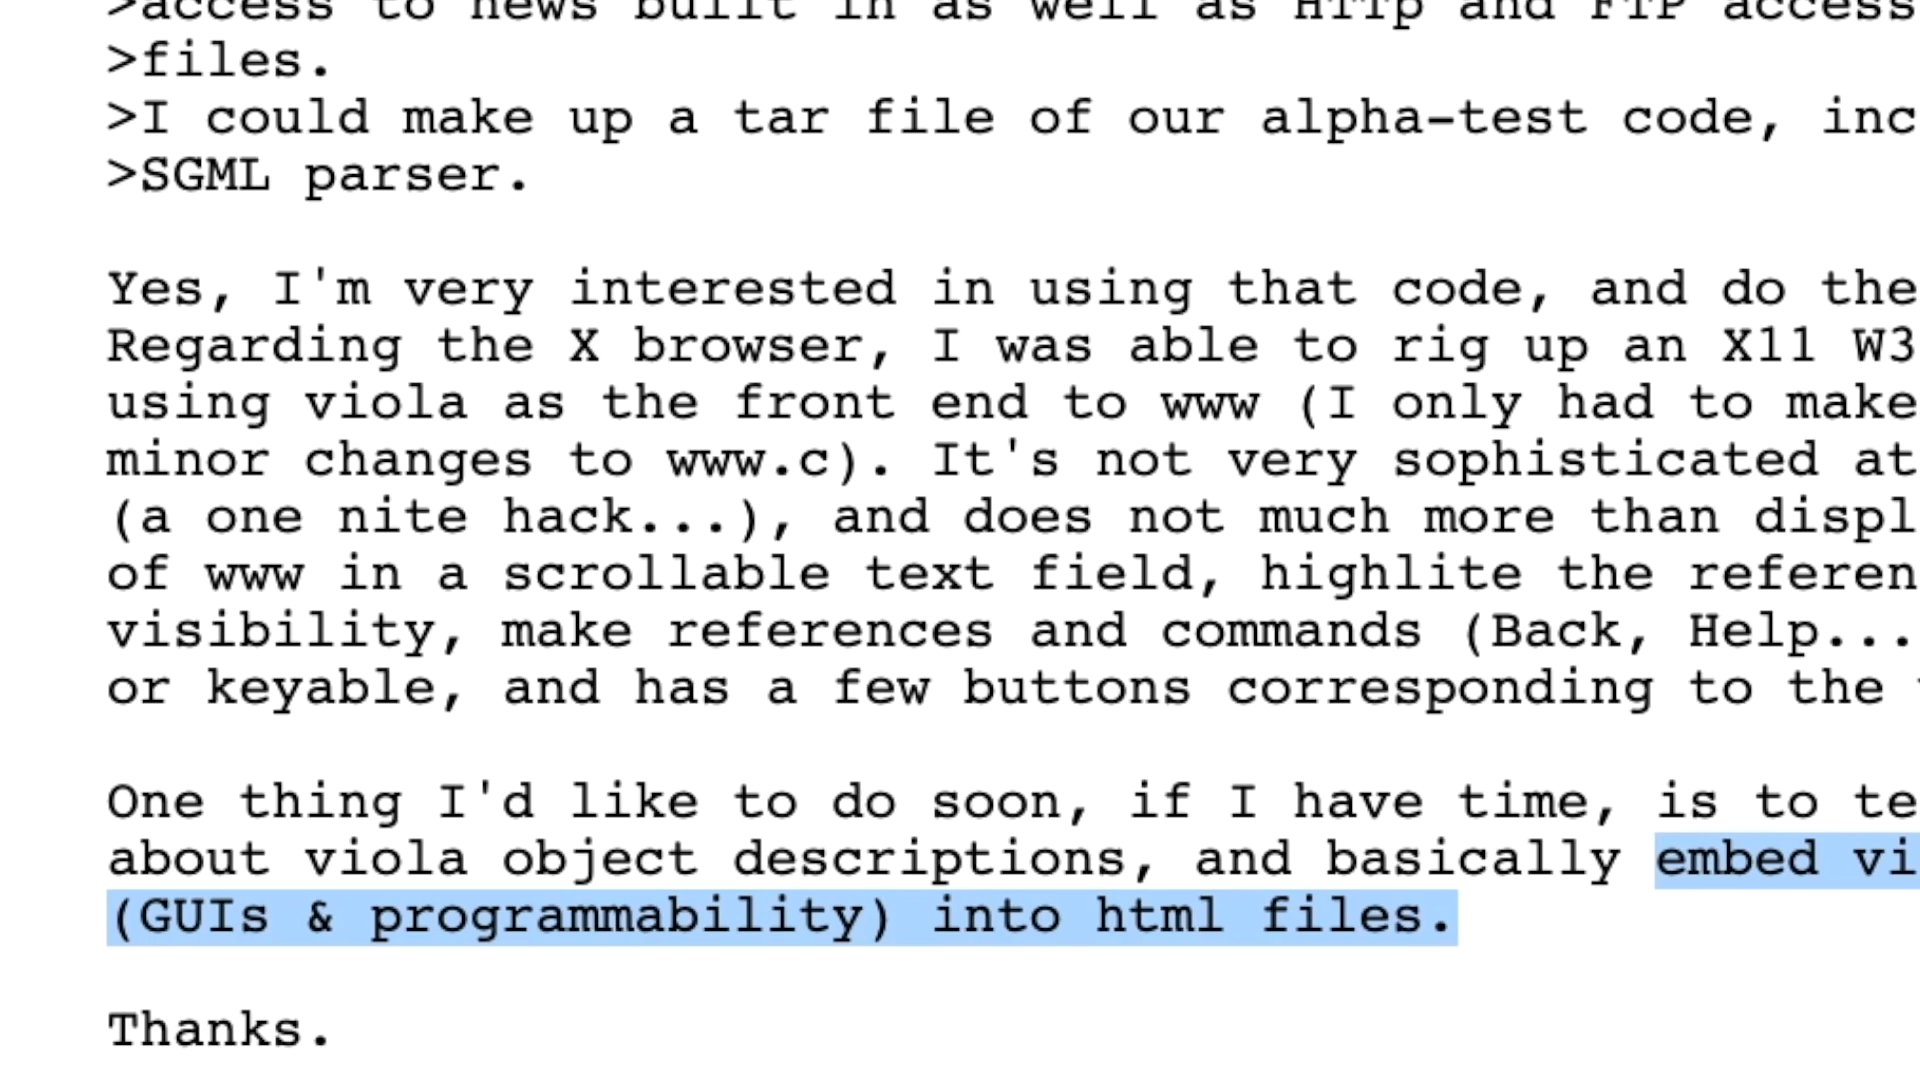 >access to news built in as well as HTTp and FTP access
>files.
>I could make up a tar file of our alpha-test code, inc
>SGML parser.
Yes, I'm very interested in using that code, and do the
Regarding the X browser, I was able to rig up an X11 W3
using viola as the front end to www (I only had to make
minor changes to www.c). It's not very sophisticated at
(a one nite hack...), and does not much more than displ
of www in a scrollable text field, highlite the referen
visibility, make references and commands (Back, Help...
or keyable, and has a few buttons corresponding to the
One thing I'd like to do soon, if I have time, is to te
about viola object descriptions, and basically embed vi
(GUIs & programmability) into html files.
Thanks.